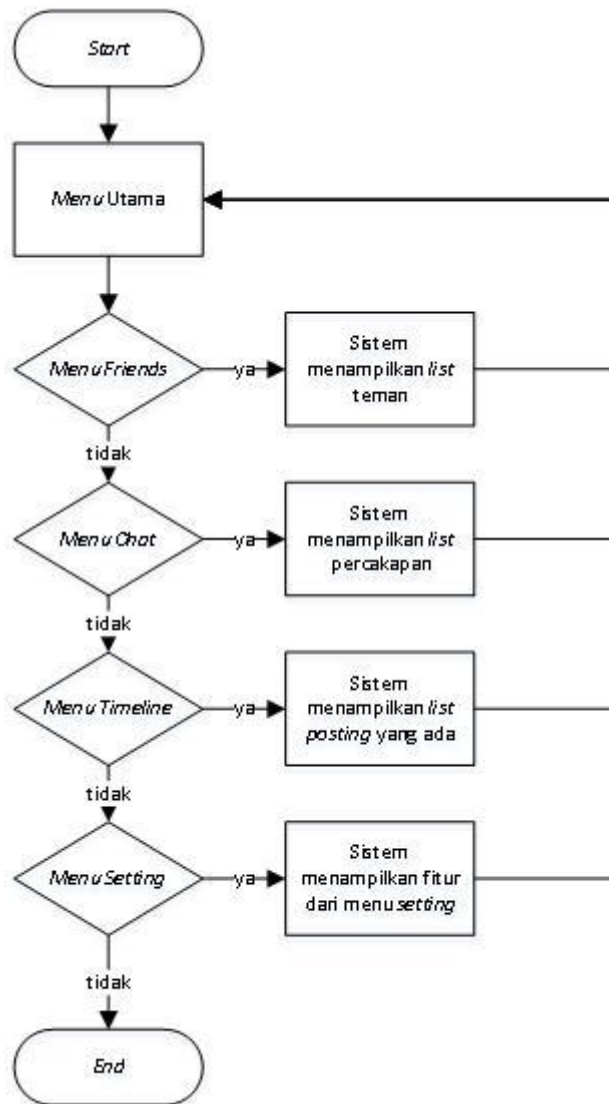 Start
Menu Utama
Menu Friends
ya
Sistem
menampilkan list
teman
tidak
Menu Chat
ya
Sistem
menampilkan list
percakapan
tidak
Menu Timeline
ya
Sistem
menampilkan list
posting yang ada
tidak
Menu Setting
ya
Sistem
menampilkan fitur
dari menu setting
tidak
End